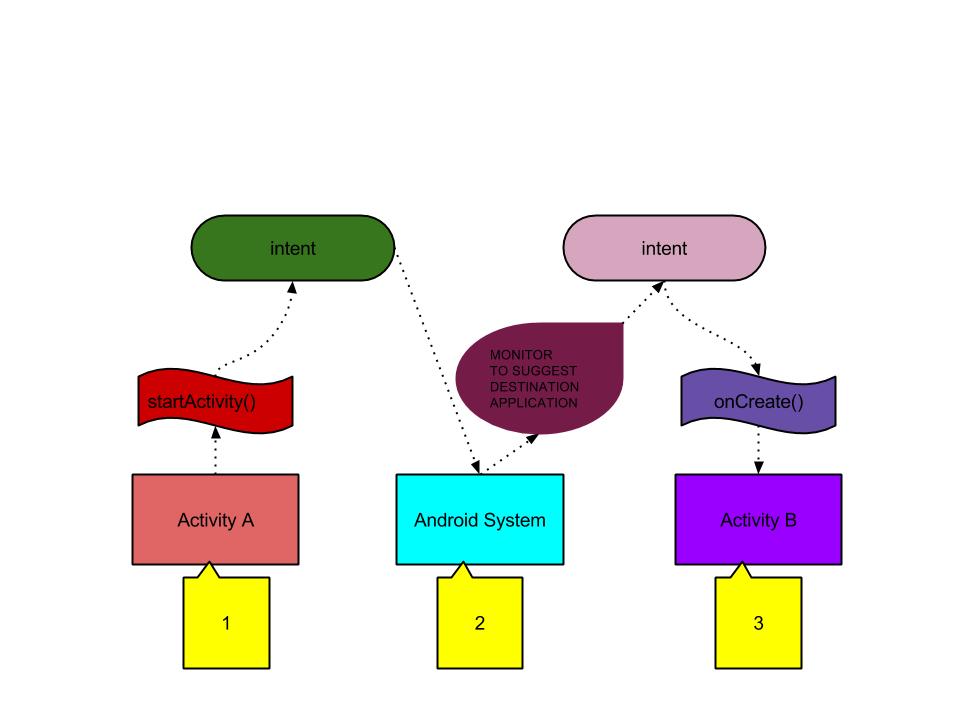 intent
intent
MONITOR
TO SUGGEST
DESTINATION
APPLICATION
startActivity()
onCreate()
Activity A
Android System
Activity B
1
2
3